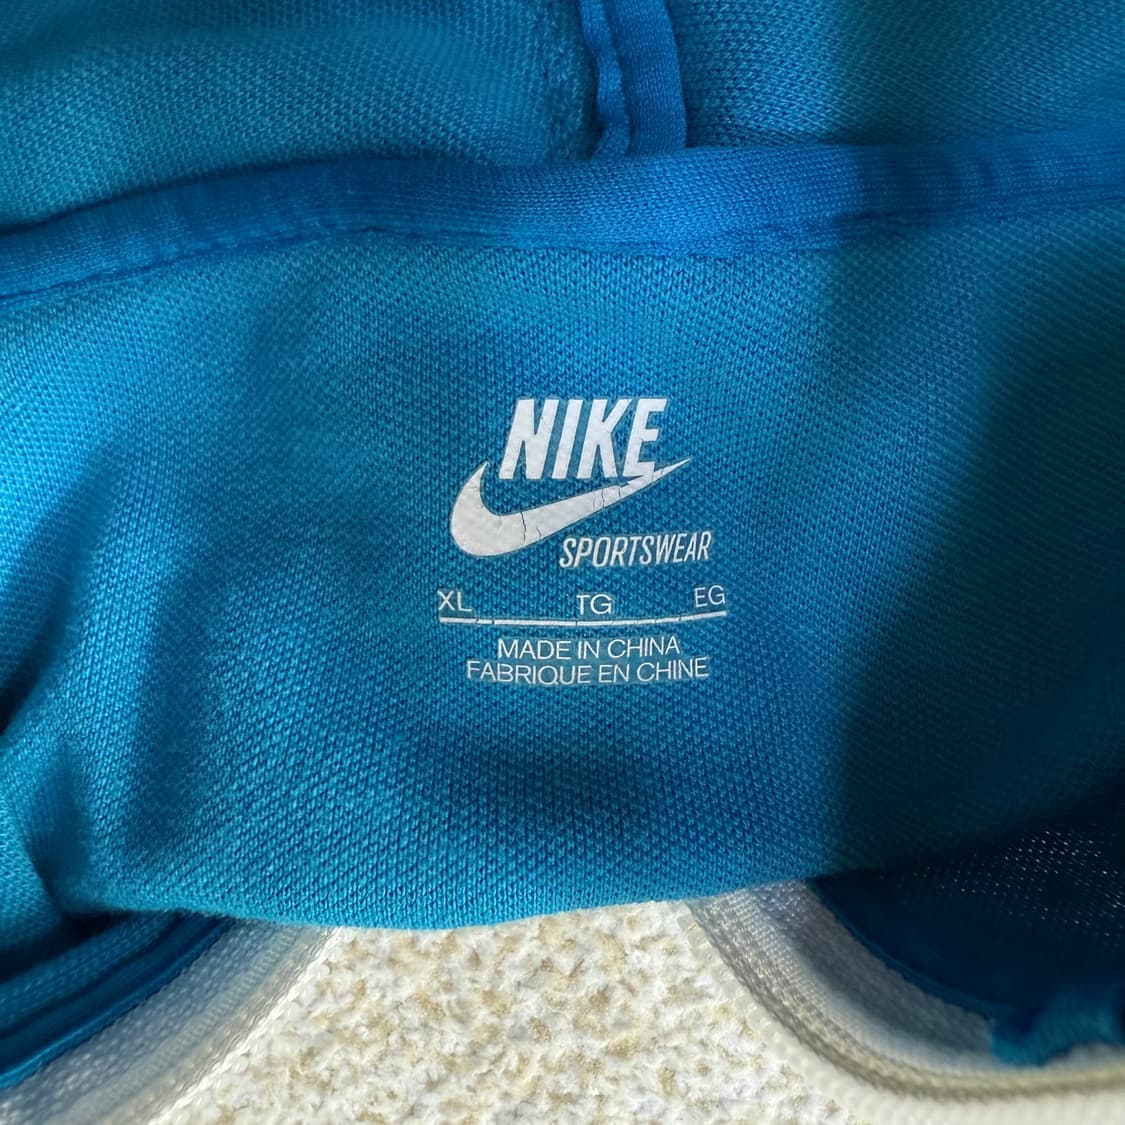 NIKE
SPORTSWEAR
XL TG EG
MADE IN CHINA
FABRIQUE EN CHINE